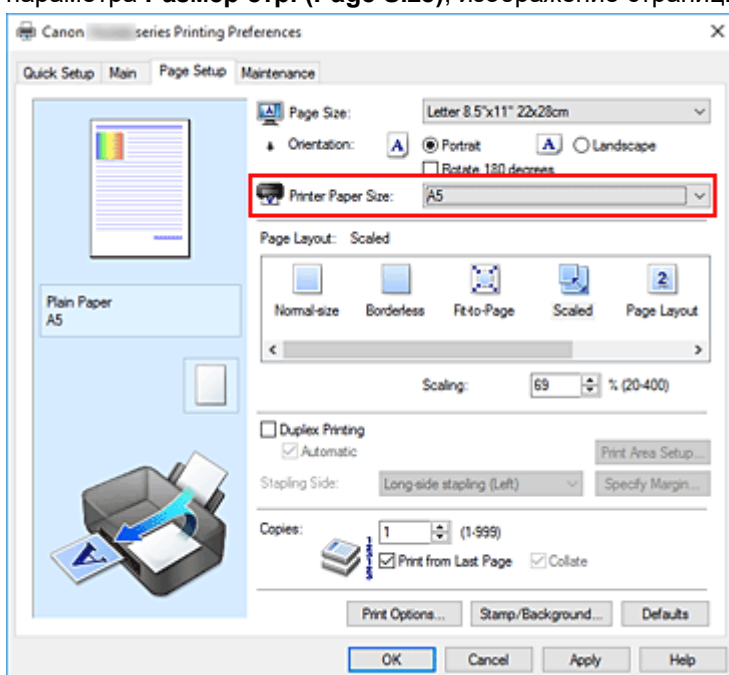 параметра Размер стр. (Page Size), изображение страниц
Canon series Printing Preferences
Quick Setup Main Page Setup Maintenance
Page Size: Letter 8.5"x11" 22x28cm
Orientation: A Portrait A Landscape
Rotate 180 degrees
Printer Paper Size: A5
Page Layout: Scaled
Normal-size Borderless Fit-to-Page Scaled 2 Page Layout
Plain Paper
A5
Scaling: 69 % (20-400)
Duplex Printing
Automatic Print Area Setup...
Stapling Side: Long-side stapling (Left) Specify Margin...
Copies: 1 (1-999)
Print from Last Page Collate
Print Options... Stamp/Background... Defaults
OK Cancel Apply Help